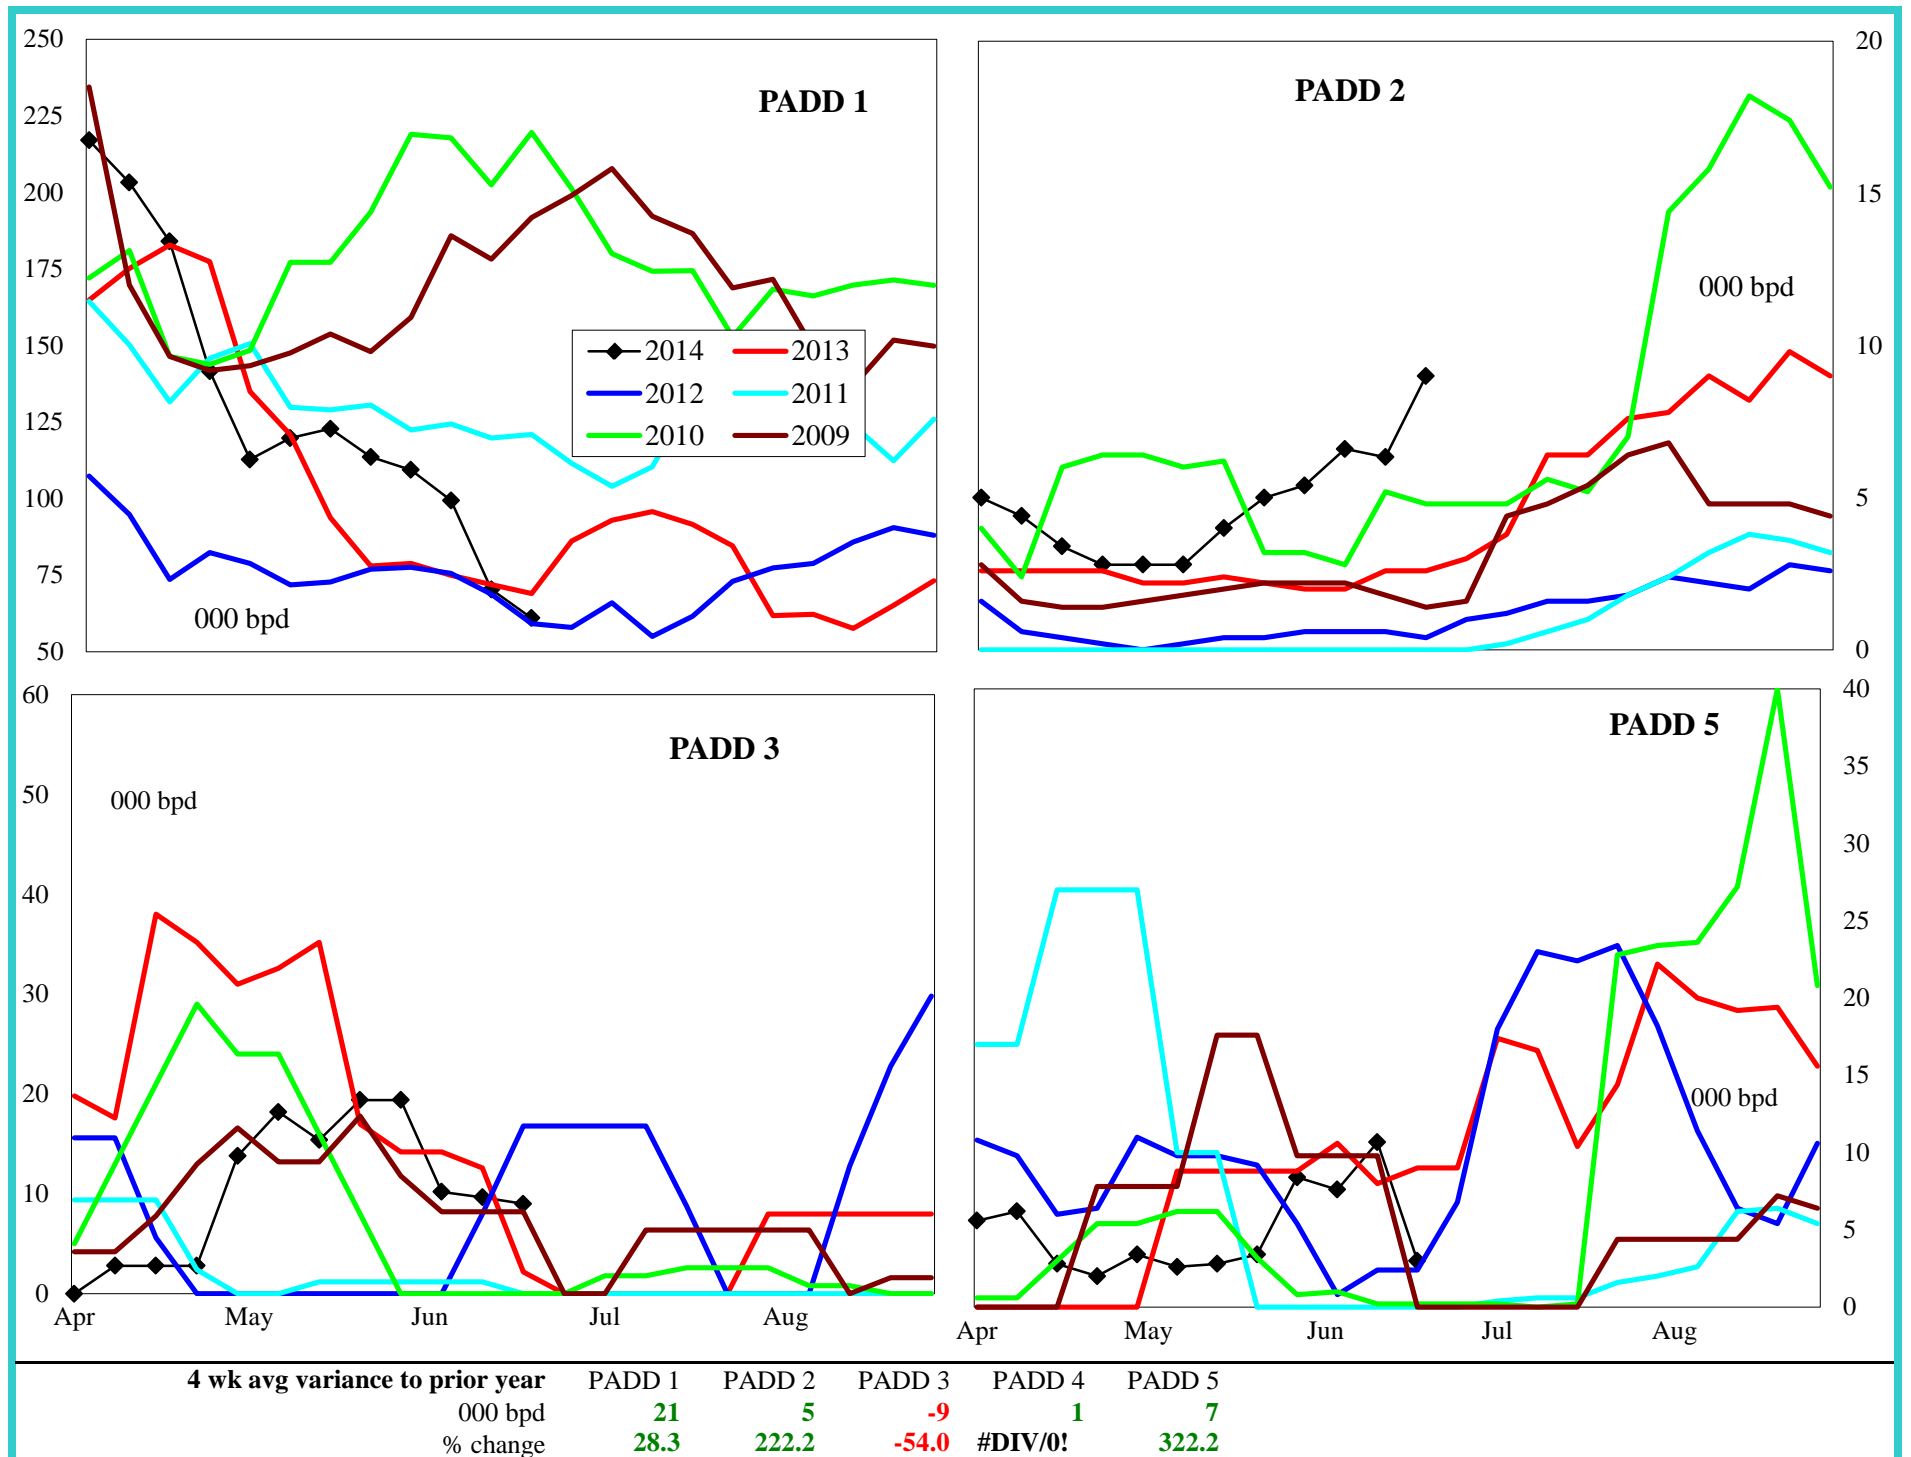 250
225
200
175
150
125
100
75
50
PADD 1
000 bpd
2014 2013
2012 2011
2010 2009
PADD 2
000 bpd
20
15
10
5
0
60
50
40
30
20
10
0
PADD 3
000 bpd
Apr May Jun Jul Aug
PADD 5
000 bpd
40
35
30
25
20
15
10
5
0
Apr May Jun Jul Aug
4 wk avg variance to prior year PADD 1 PADD 2 PADD 3 PADD 4 PADD 5
000 bpd 21 5 -9 1 7
% change 28.3 222.2 -54.0 #DIV/0! 322.2